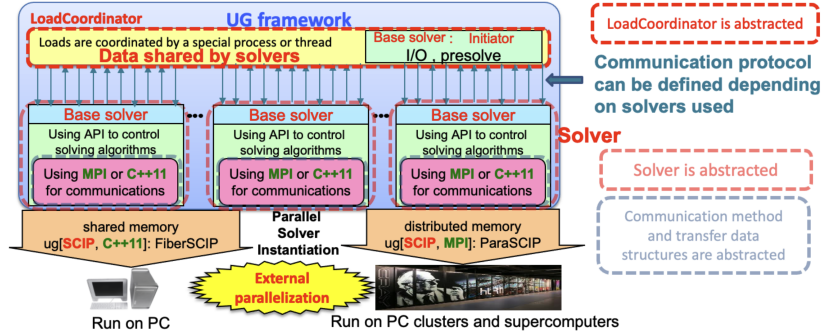 UG framework
LoadCoordinator
Loads are coordinated by a special process or thread
Data shared by solvers
Base solver : Initiator
I/O , presolve
LoadCoordinator is abstracted
Communication protocol
can be defined depending
on solvers used
Base solver
Using API to control
solving algorithms
Using MPI or C++11
for communications
...
Base solver
Using API to control
solving algorithms
Using MPI or C++11
for communications
...
Base solver
Using API to control
solving algorithms
Using MPI or C++11
for communications
Solver
Solver is abstracted
Communication method
and transfer data
structures are abstracted
shared memory
ug[SCIP, C++11]: FiberSCIP
Parallel
Solver
Instantiation
distributed memory
ug[SCIP, MPI]: ParaSCIP
External
parallelization
Run on PC
Run on PC clusters and supercomputers